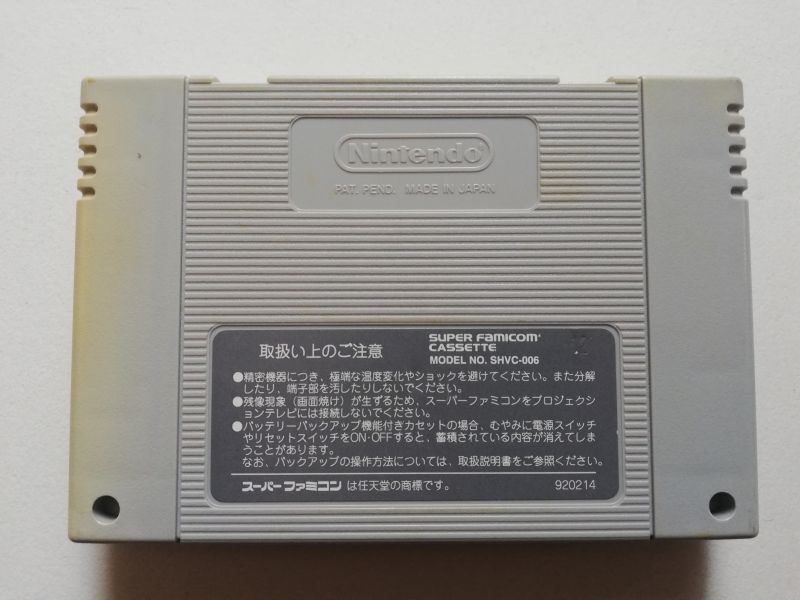 Nintendo
PAT. PEND. MADE IN JAPAN
取扱い上のご注意
SUPER FAMICOM
CASSETTE
MODEL NO. SHVC-006
●精密機器につき、極端な温度変化やショックを避けてください。また分解
したり、端子部を汚したりしないでください。
●残像現象（画面焼け）が生ずるため、スーパーファミコンをプロジェクシ
ョンテレビには接続しないでください。
●バッテリーバックアップ機能付きカセットの場合、むやみに電源スイッチ
やリセットスイッチをON・OFFすると、蓄積されている内容が消えてしま
うことがあります。
なお、バックアップの操作方法については、取扱説明書をご参照ください。
スーパーファミコン は任天堂の商標です。
920214